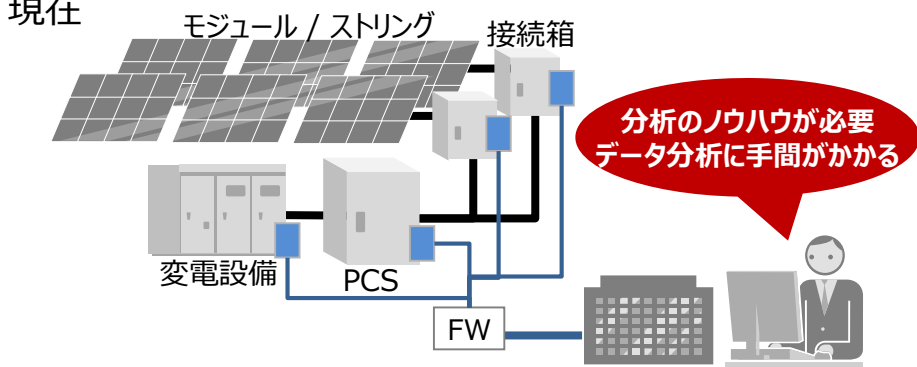 現在
モジュール / ストリング
接続箱
分析のノウハウが必要
データ分析に手間がかかる
変電設備
PCS
FW